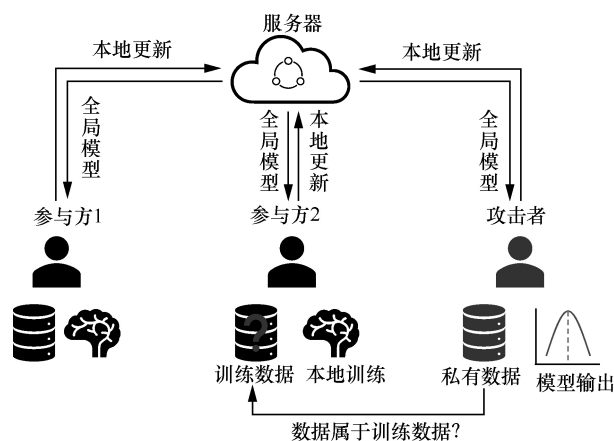 服务器
本地更新
本地更新
全局模型
全局模型
本地更新
全局模型
参与方1
参与方2
攻击者
?
训练数据
本地训练
私有数据
模型输出
数据属于训练数据?